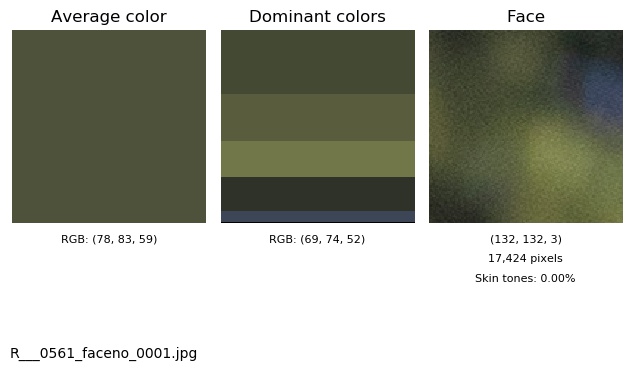 Average color
Dominant colors
Face
RGB: (78, 83, 59)
RGB: (69, 74, 52)
(132, 132, 3)
17,424 pixels
Skin tones: 0.00%
R___0561_faceno_0001.jpg